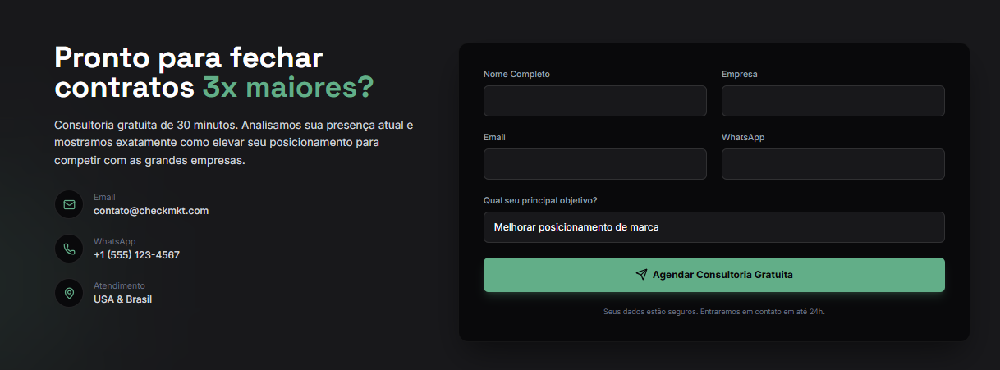 Pronto para fechar
contratos 3x maiores?
Consultoria gratuita de 30 minutos. Analisamos sua presença atual e
mostramos exatamente como elevar seu posicionamento para
competir com as grandes empresas.
Email
contato@checkmkt.com
WhatsApp
+1 (555) 123-4567
Atendimento
USA & Brasil
Nome Completo
Empresa
Email
WhatsApp
Qual seu principal objetivo?
Melhorar posicionamento de marca
Agendar Consultoria Gratuita
Seus dados estão seguros. Entraremos em contato em até 24h.